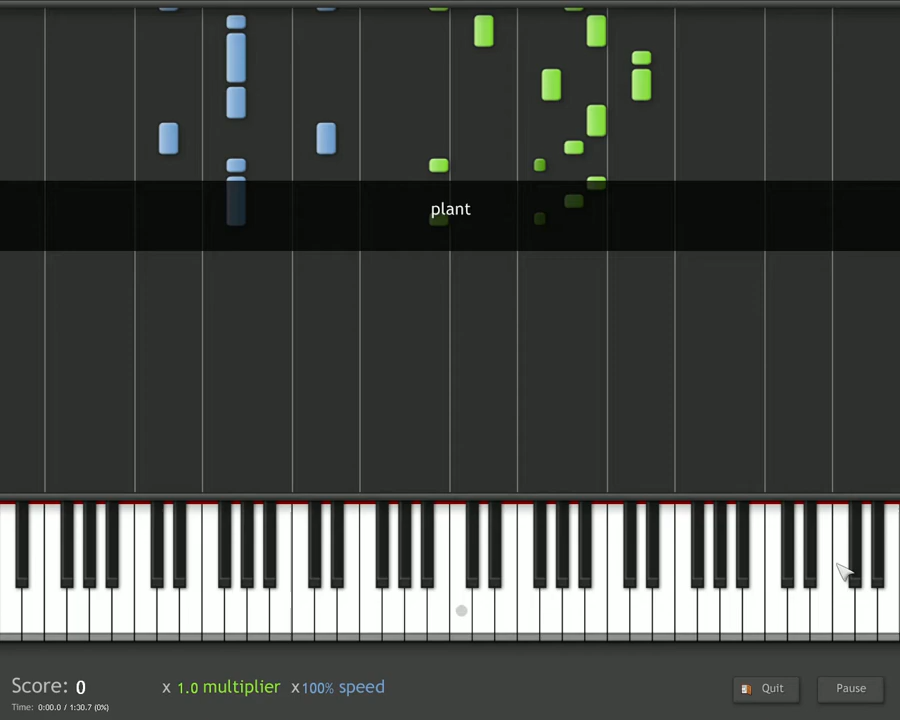 plant
Score: 0
x 1.0 multiplier x100% speed
Quit
Pause
Time: 0:00.0 / 1:30.7 (0%)